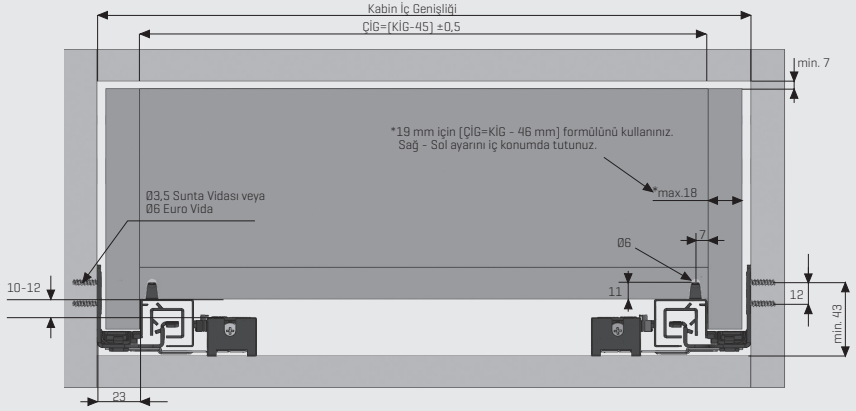 Kabin İç Genişliği
ÇİG=[KİG-45] ±0,5
min. 7
*19 mm için [ÇİG=KİG - 46 mm] formülünü kullanınız.
Sağ - Sol ayarını iç konumda tutunuz.
Ø3,5 Sunta Vidası veya
Ø6 Euro Vida
*max.18
7
Ø6
10-12
11
12
min. 43
23